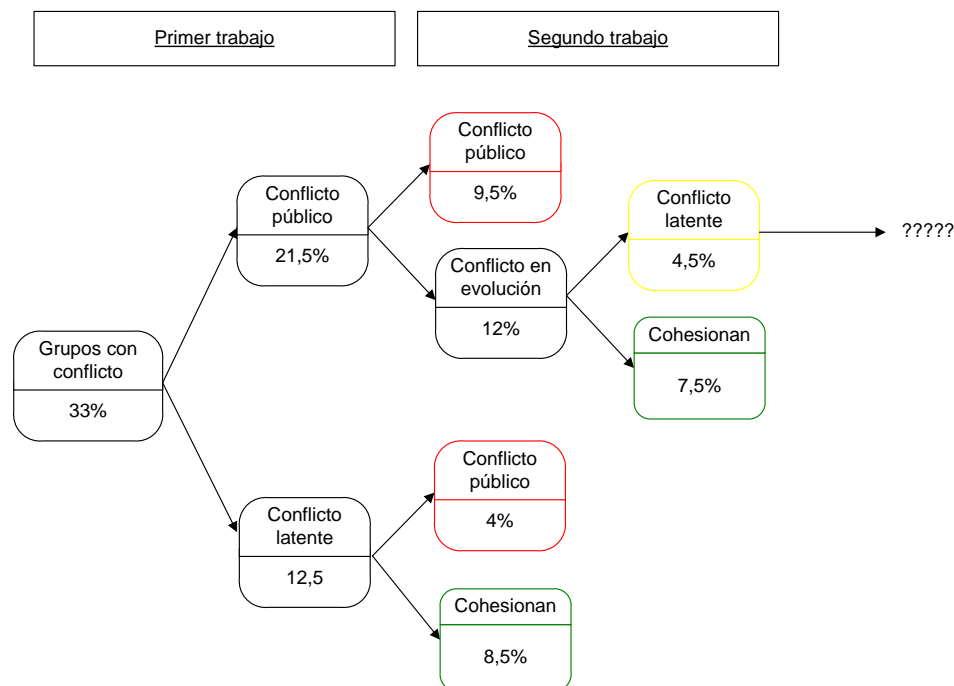 Primer trabajo
Segundo trabajo
Conflicto
público
9,5%
Conflicto
público
21,5%
Conflicto
latente
4,5%
?????
Conflicto en
evolución
12%
Grupos con
conflicto
33%
Cohesionan
7,5%
Conflicto
público
4%
Conflicto
latente
12,5
Cohesionan
8,5%